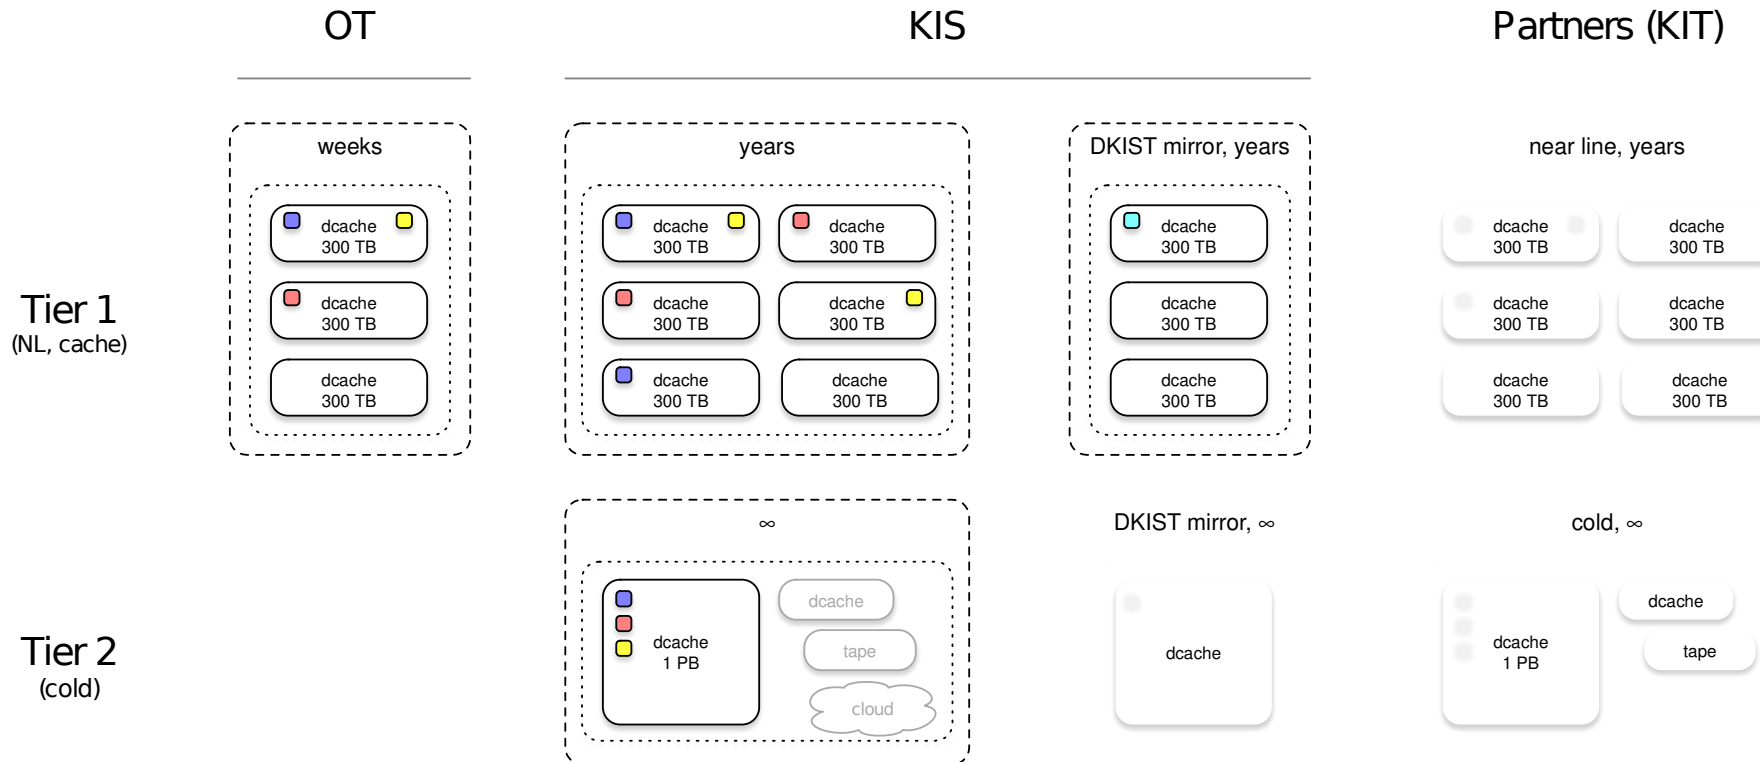 OT
KIS
Partners (KIT)
weeks
years
DKIST mirror, years
near line, years
dcache
300 TB
dcache
300 TB
dcache
300 TB
dcache
300 TB
dcache
300 TB
dcache
300 TB
Tier 1
(NL, cache)
dcache
300 TB
dcache
300 TB
dcache
300 TB
dcache
300 TB
dcache
300 TB
dcache
300 TB
dcache
300 TB
dcache
300 TB
dcache
300 TB
dcache
300 TB
dcache
300 TB
dcache
300 TB
∞
DKIST mirror, ∞
cold, ∞
Tier 2
(cold)
dcache
1 PB
dcache
tape
cloud
dcache
dcache
1 PB
dcache
tape